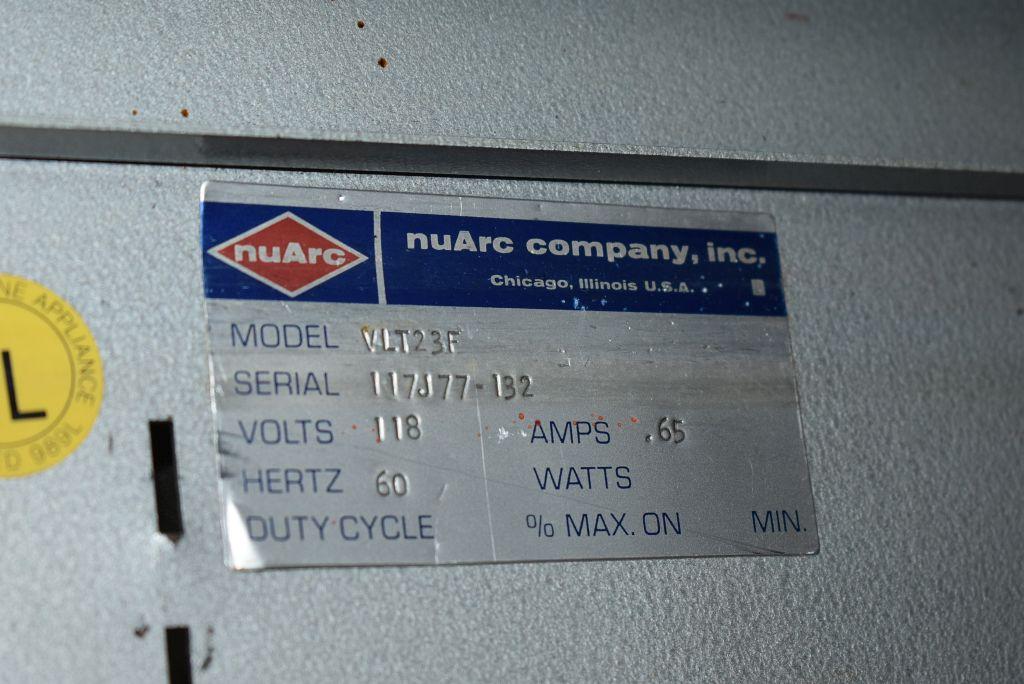 nuArc
nuArc company, inc.
Chicago, Illinois U.S.A.
MODEL VLT23F
SERIAL 117J77-132
VOLTS 118 AMPS .65
HERTZ 60 WATTS
DUTY CYCLE % MAX. ON MIN.
APPLIANCE
L